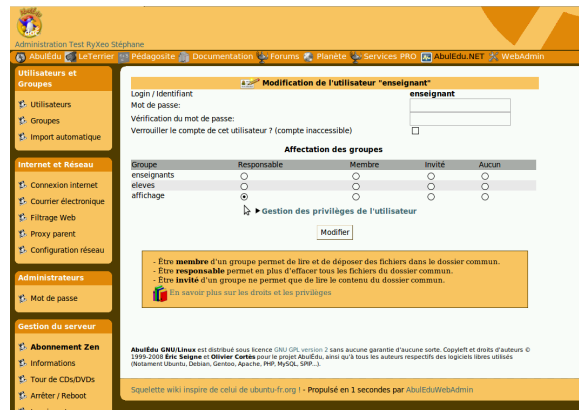 AbulÉdu
Administration Test RyXeo Stéphane
AbulÉdu LeTerrier Pédagosite Documentation Forums Planète Services PRO AbulEdu.NET WebAdmin
Utilisateurs et Groupes
Utilisateurs
Groupes
Import automatique
Internet et Réseau
Connexion internet
Courrier électronique
Filtrage Web
Proxy parent
Configuration réseau
Administrateurs
Mot de passe
Gestion du serveur
Abonnement Zen
Informations
Tour de CDs/DVDs
Arrêter / Reboot
Modification de l'utilisateur "enseignant"
Login / Identifiant enseignant
Mot de passe:
Vérification du mot de passe:
Verrouiller le compte de cet utilisateur ? (compte inaccessible)
Affectation des groupes
Groupe Responsable Membre Invité Aucun
enseignants
eleves
affichage
Gestion des privilèges de l'utilisateur
Modifier
- Être membre d'un groupe permet de lire et de déposer des fichiers dans le dossier commun.
- Être responsable permet en plus d'effacer tous les fichiers du dossier commun.
- Être invité d'un groupe ne permet que de lire le contenu du dossier commun.
En savoir plus sur les droits et les privilèges
AbulÉdu GNU/Linux est distribué sous licence GNU GPL version 2 sans aucune garantie d'aucune sorte. Copyleft et droits d'auteurs ©
1999-2008 Éric Seigne et Olivier Cortès pour le projet AbulÉdu, ainsi qu'à tous les auteurs respectifs des logiciels libres utilisés
(Notament Ubuntu, Debian, Gentoo, Apache, PHP, MySQL, SPIP...).
Squelette wiki inspire de celui de ubuntu-fr.org ! - Propulsé en 1 secondes par AbulEduWebAdmin